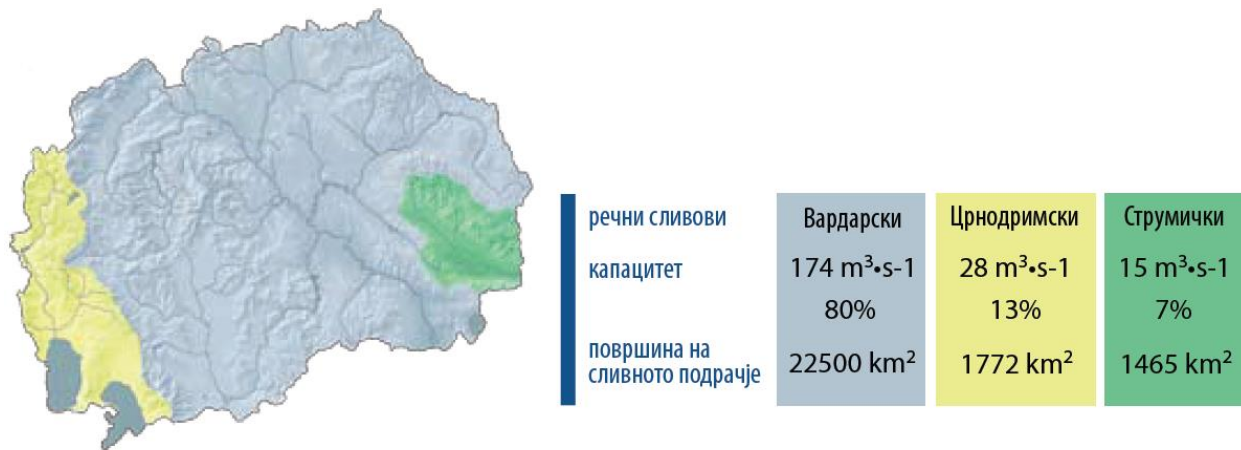 речни сливови Вардарски Црнодримски Струмички
капацитет 174 m³•s-1 28 m³•s-1 15 m³•s-1
80% 13% 7%
површина на
сливното подрачје 22500 km² 1772 km² 1465 km²